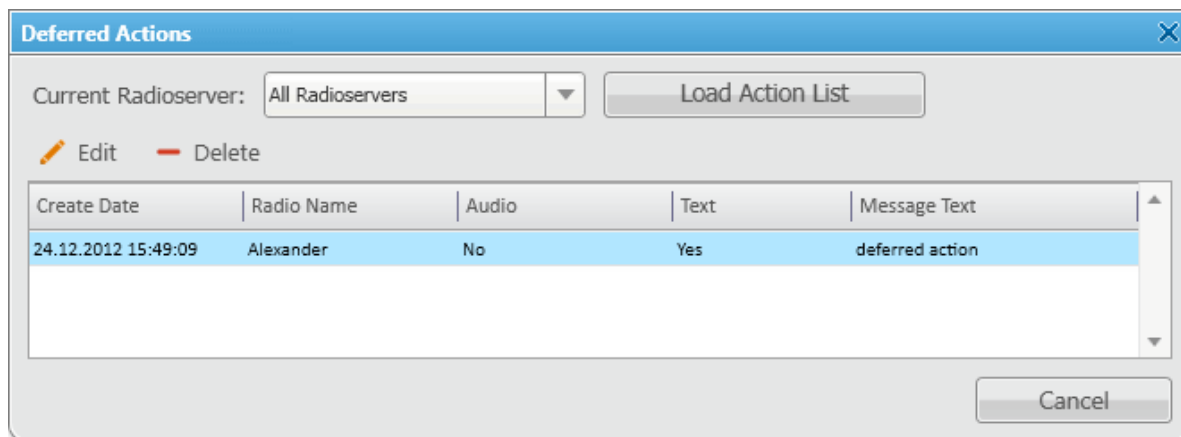 Deferred Actions
Current Radioserver: All Radioservers Load Action List
Edit Delete
Create Date Radio Name Audio Text Message Text
24.12.2012 15:49:09 Alexander No Yes deferred action
Cancel